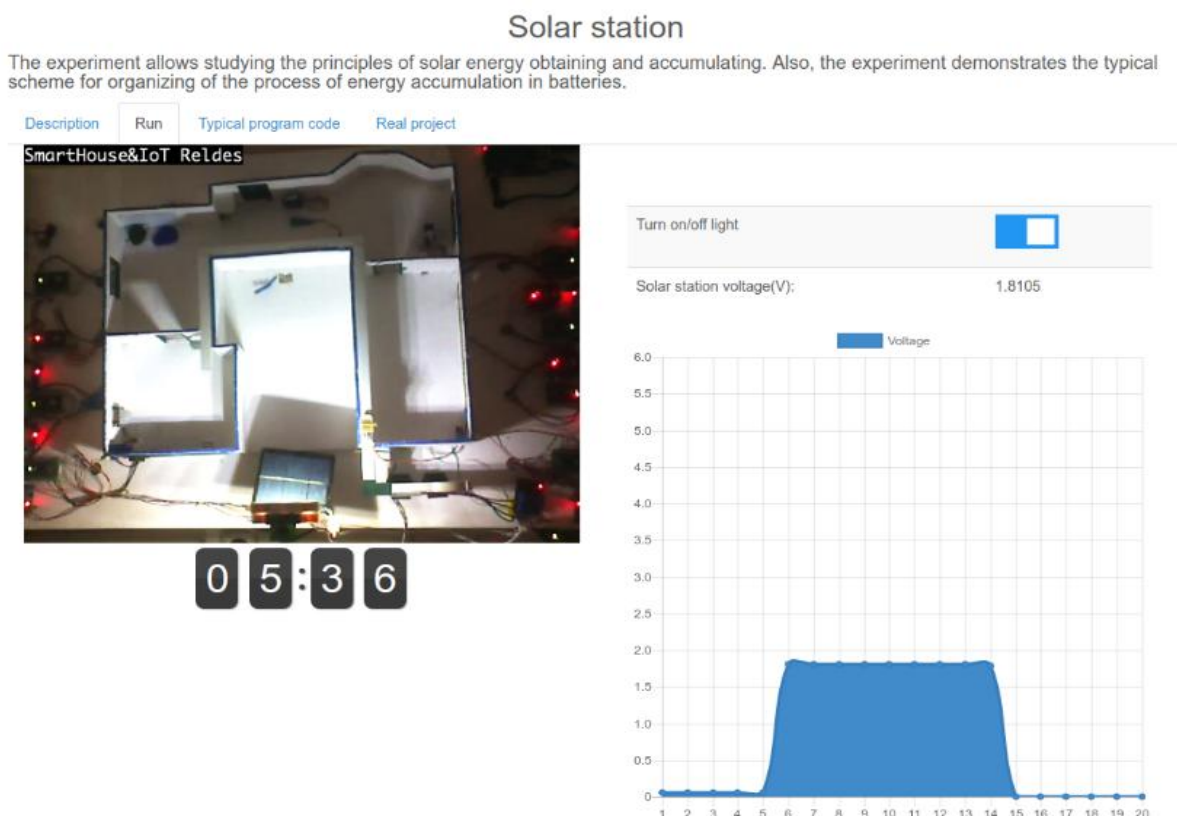 Solar station
The experiment allows studying the principles of solar energy obtaining and accumulating. Also, the experiment demonstrates the typical
scheme for organizing of the process of energy accumulation in batteries.
Description Run Typical program code Real project
SmartHouse&IoT Reldes
Turn on/off light
Solar station voltage(V): 1.8105
Voltage
6.0
5.5
5.0
4.5
4.0
3.5
3.0
2.5
2.0
1.5
1.0
0.5
0
1 2 3 4 5 6 7 8 9 10 11 12 13 14 15 16 17 18 19 20
05:36